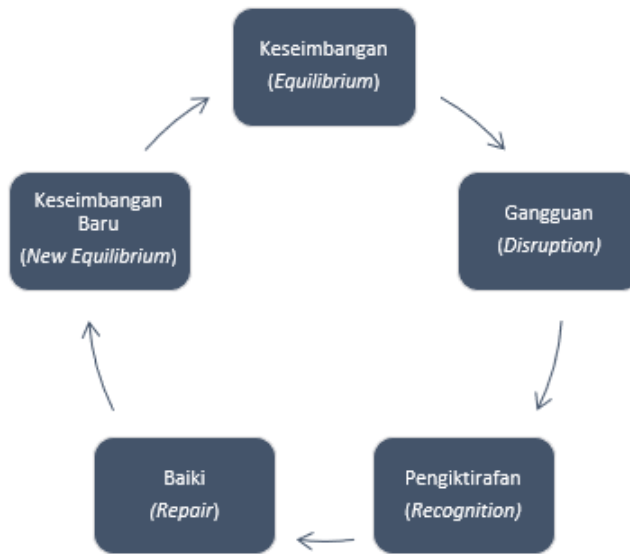 Keseimbangan
(Equilibrium)
Gangguan
(Disruption)
Pengiktirafan
(Recognition)
Baiki
(Repair)
Keseimbangan
Baru
(New Equilibrium)